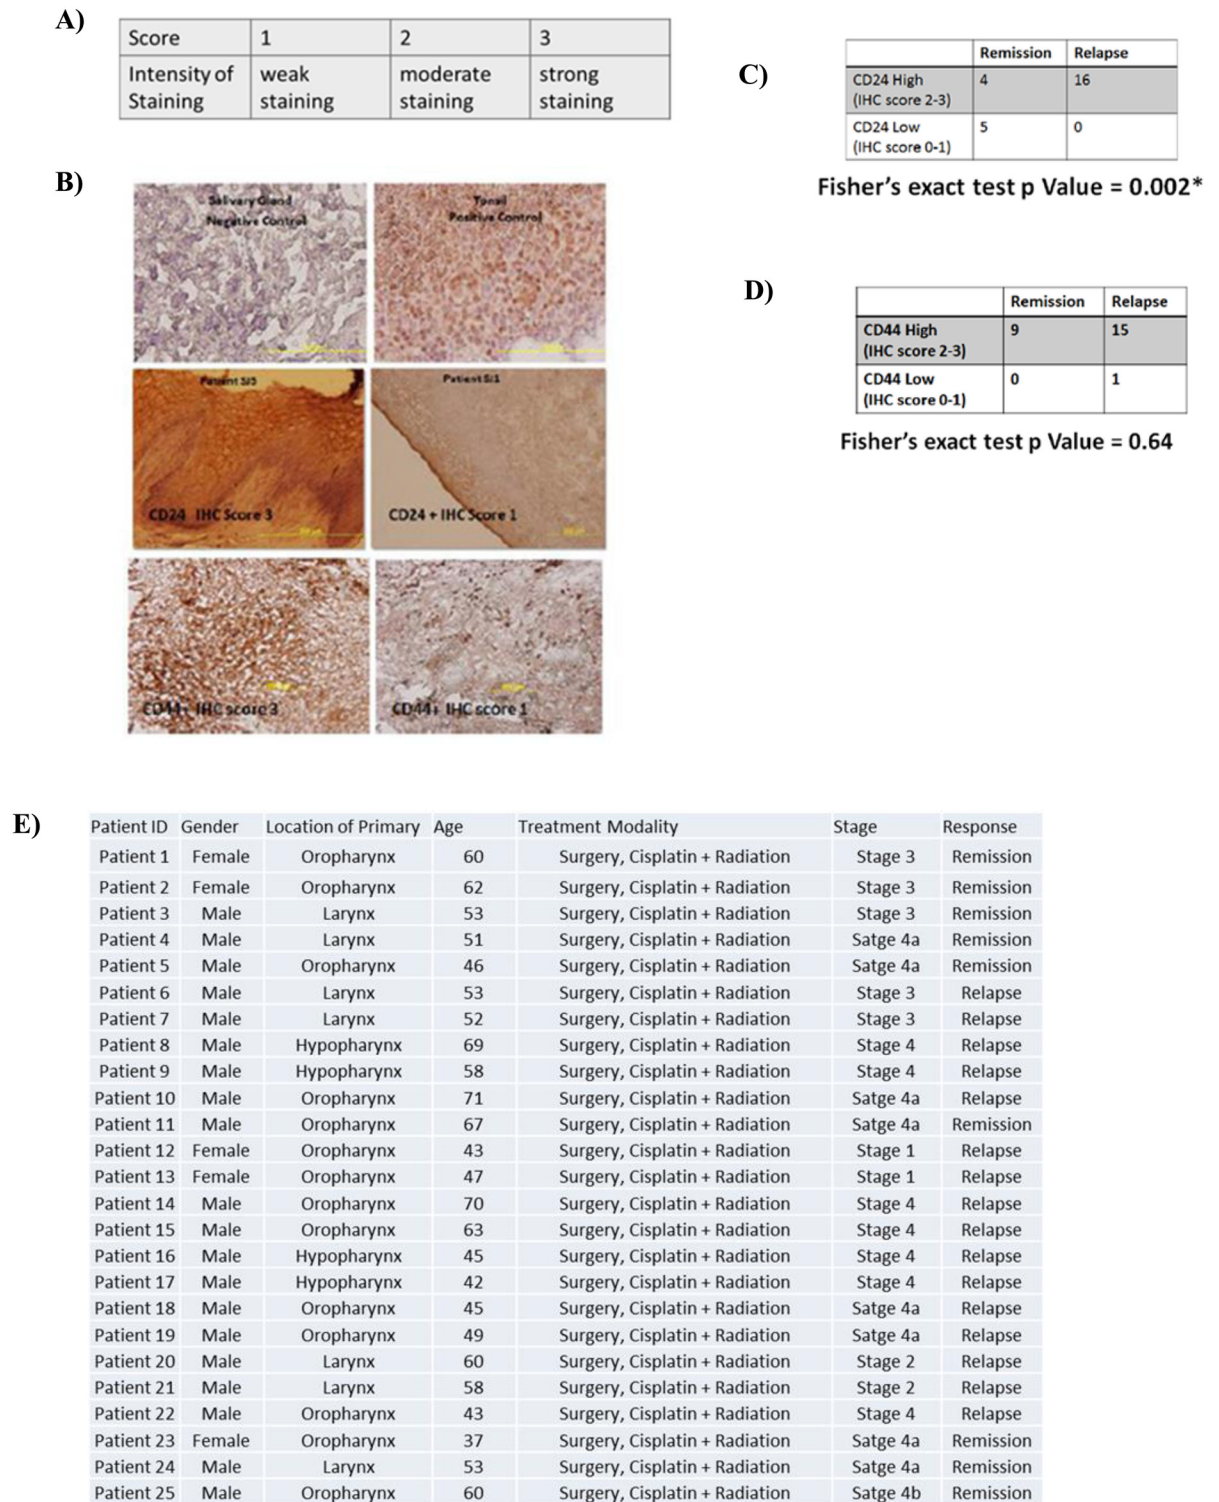 A)
Score 1 2 3
Intensity of Staining weak staining moderate staining strong staining
B)
Salivary Gland
Negative Control
Tonsil
Positive Control
Patient
Patient
CD24 IHC Score 3
CD24 + IHC Score 1
CD44+ IHC score 3
CD44+ IHC score 1
C)
Remission Relapse
CD24 High 4 16
(IHC score 2-3)
CD24 Low 5 0
(IHC score 0-1)
Fisher's exact test p Value = 0.002*
D)
Remission Relapse
CD44 High 9 15
(IHC score 2-3)
CD44 Low 0 1
(IHC score 0-1)
Fisher's exact test p Value = 0.64
E)
Patient ID Gender Location of Primary Age Treatment Modality Stage Response
Patient 1 Female Oropharynx 60 Surgery, Cisplatin + Radiation Stage 3 Remission
Patient 2 Female Oropharynx 62 Surgery, Cisplatin + Radiation Stage 3 Remission
Patient 3 Male Larynx 53 Surgery, Cisplatin + Radiation Stage 3 Remission
Patient 4 Male Larynx 51 Surgery, Cisplatin + Radiation Satge 4a Remission
Patient 5 Male Oropharynx 46 Surgery, Cisplatin + Radiation Satge 4a Remission
Patient 6 Male Larynx 53 Surgery, Cisplatin + Radiation Stage 3 Relapse
Patient 7 Male Larynx 52 Surgery, Cisplatin + Radiation Stage 3 Relapse
Patient 8 Male Hypopharynx 69 Surgery, Cisplatin + Radiation Stage 4 Relapse
Patient 9 Male Hypopharynx 58 Surgery, Cisplatin + Radiation Stage 4 Relapse
Patient 10 Male Oropharynx 71 Surgery, Cisplatin + Radiation Satge 4a Relapse
Patient 11 Male Oropharynx 67 Surgery, Cisplatin + Radiation Satge 4a Remission
Patient 12 Female Oropharynx 43 Surgery, Cisplatin + Radiation Stage 1 Relapse
Patient 13 Female Oropharynx 47 Surgery, Cisplatin + Radiation Stage 1 Relapse
Patient 14 Male Oropharynx 70 Surgery, Cisplatin + Radiation Stage 4 Relapse
Patient 15 Male Oropharynx 63 Surgery, Cisplatin + Radiation Stage 4 Relapse
Patient 16 Male Hypopharynx 45 Surgery, Cisplatin + Radiation Stage 4 Relapse
Patient 17 Male Hypopharynx 42 Surgery, Cisplatin + Radiation Stage 4 Relapse
Patient 18 Male Oropharynx 45 Surgery, Cisplatin + Radiation Satge 4a Relapse
Patient 19 Male Oropharynx 49 Surgery, Cisplatin + Radiation Satge 4a Relapse
Patient 20 Male Larynx 60 Surgery, Cisplatin + Radiation Stage 2 Relapse
Patient 21 Male Larynx 58 Surgery, Cisplatin + Radiation Stage 2 Relapse
Patient 22 Male Oropharynx 43 Surgery, Cisplatin + Radiation Stage 4 Relapse
Patient 23 Female Oropharynx 37 Surgery, Cisplatin + Radiation Satge 4a Remission
Patient 24 Male Larynx 53 Surgery, Cisplatin + Radiation Satge 4a Remission
Patient 25 Male Oropharynx 60 Surgery, Cisplatin + Radiation Satge 4b Remission